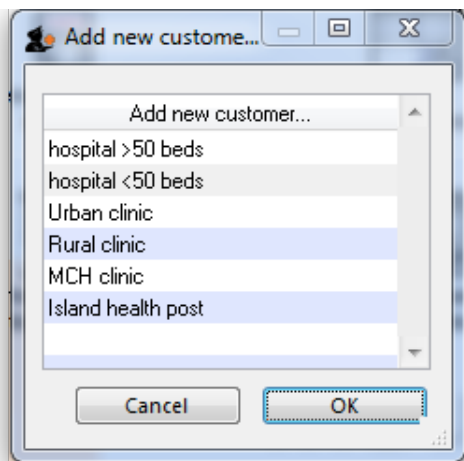 Add new custome...
Add new customer...
hospital >50 beds
hospital <50 beds
Urban clinic
Rural clinic
MCH clinic
Island health post
Cancel OK